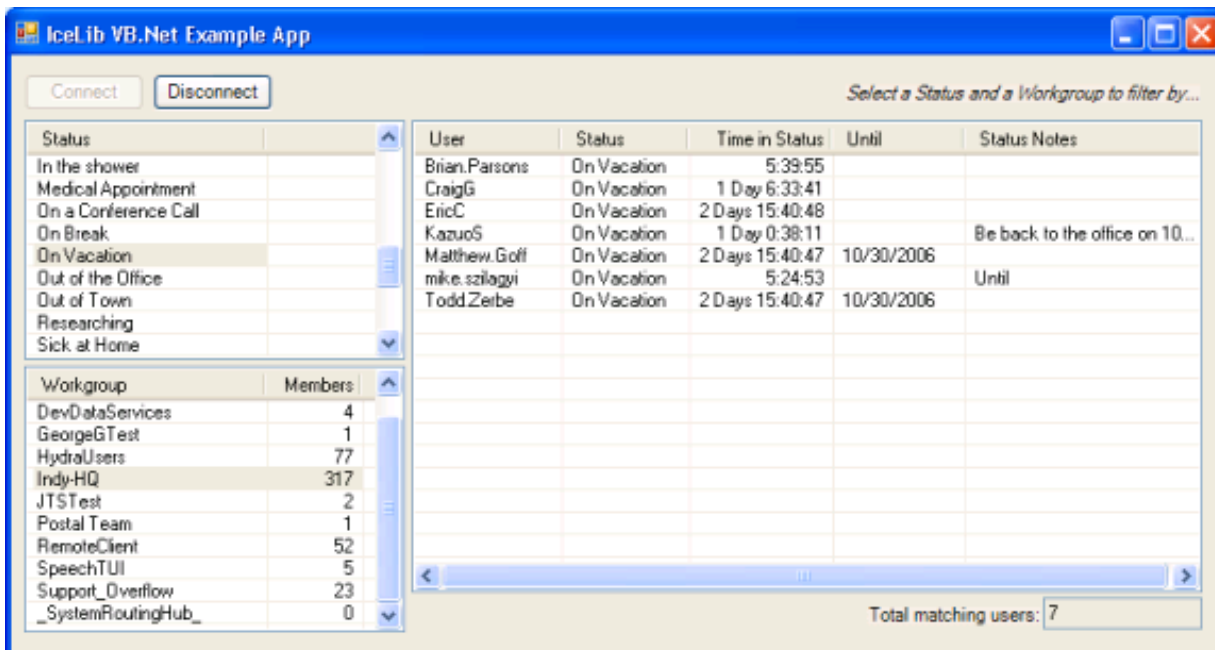 IceLib VB.Net Example App
Connect Disconnect Select a Status and a Workgroup to filter by...
Status
In the shower
Medical Appointment
On a Conference Call
On Break
On Vacation
Out of the Office
Out of Town
Researching
Sick at Home
Workgroup Members
DevDataServices 4
GeorgeGTest 1
HydraUsers 77
Indy-HQ 317
JTSTest 2
Postal Team 1
RemoteClient 52
SpeechTUI 5
Support_Overflow 23
_SystemRoutingHub_ 0
User Status Time in Status Until Status Notes
Brian.Parsons On Vacation 5:39:55
CraigG On Vacation 1 Day 6:33:41
EricC On Vacation 2 Days 15:40:48
KazuoS On Vacation 1 Day 0:38:11 Be back to the office on 10...
Matthew.Goff On Vacation 2 Days 15:40:47 10/30/2006
mike.szilagyi On Vacation 5:24:53 Until
Todd.Zerbe On Vacation 2 Days 15:40:47 10/30/2006
Total matching users: 7